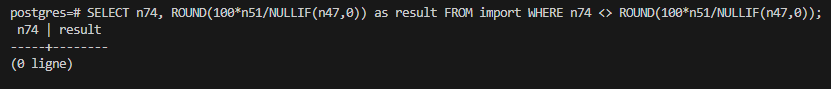 postgres=# SELECT n74, ROUND(100*n51/NULLIF(n47,0)) as result FROM import WHERE n74 <> ROUND(100*n51/NULLIF(n47,0));
 n74 | result
-----+--------
(0 ligne)